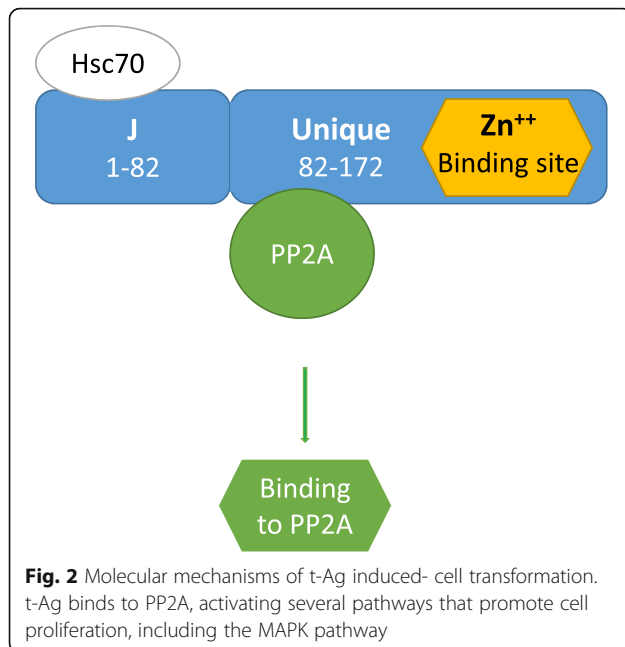 Hsc70
J
1-82
Unique
82-172
Zn++
Binding site
PP2A
Binding
to PP2A
Fig. 2 Molecular mechanisms of t-Ag induced- cell transformation.
t-Ag binds to PP2A, activating several pathways that promote cell
proliferation, including the MAPK pathway